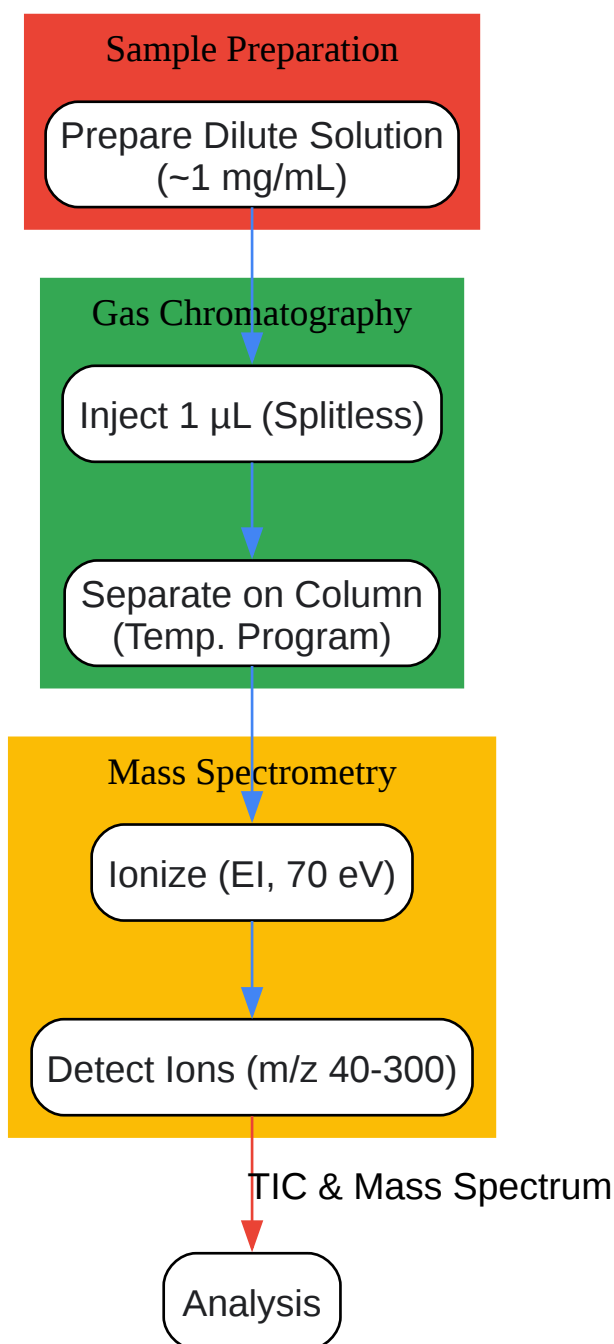 Sample Preparation
Prepare Dilute Solution
(~1 mg/mL)
Gas Chromatography
Inject 1 µL (Splitless)
Separate on Column
(Temp. Program)
Mass Spectrometry
Ionize (EI, 70 eV)
Detect Ions (m/z 40-300)
TIC & Mass Spectrum
Analysis